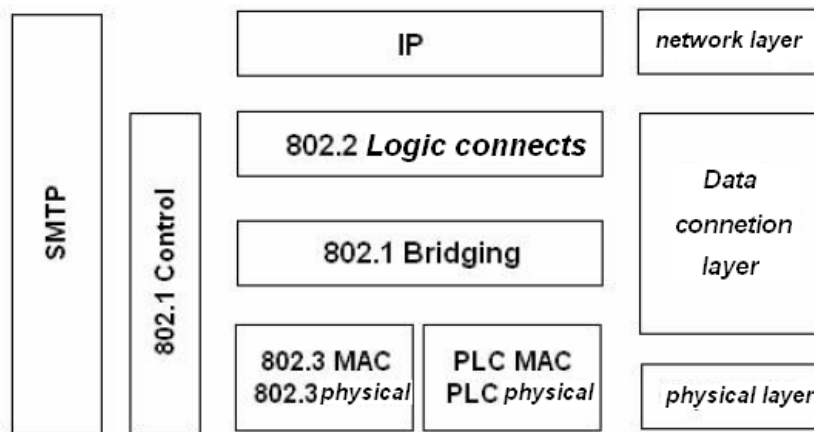 SMTP
802.1 Control
IP
802.2 Logic connects
802.1 Bridging
802.3 MAC
802.3 physical
PLC MAC
PLC physical
network layer
Data
connetion
layer
physical layer